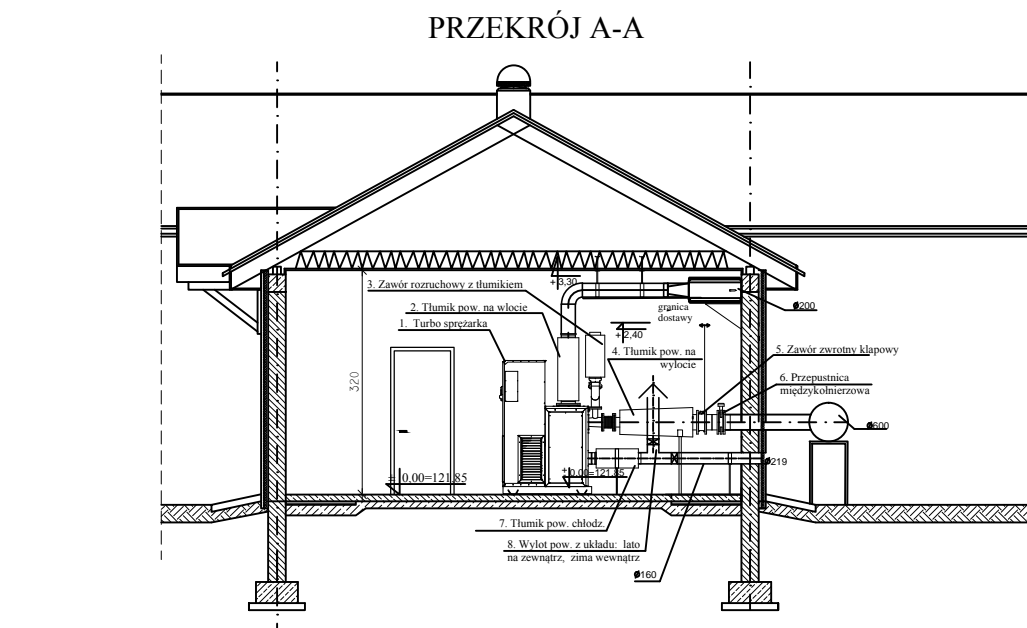 PRZEKRÓJ A-A
+3,30
3. Zawór rozruchowy z tłumikiem
2. Tłumik pow. na wlocie
1. Turbo sprężarka
granica
dostawy
ø200
+2,40
4. Tłumik pow. na
wylocie
5. Zawór zwrotny klapowy
6. Przepustnica
międzykołnierzowa
320
ø600
ø219
± 0,00=121,85
± 0,00=121,85
7. Tłumik pow. chłodz.
8. Wylot pow. z układu: lato
na zewnątrz, zima wewnątrz
ø160